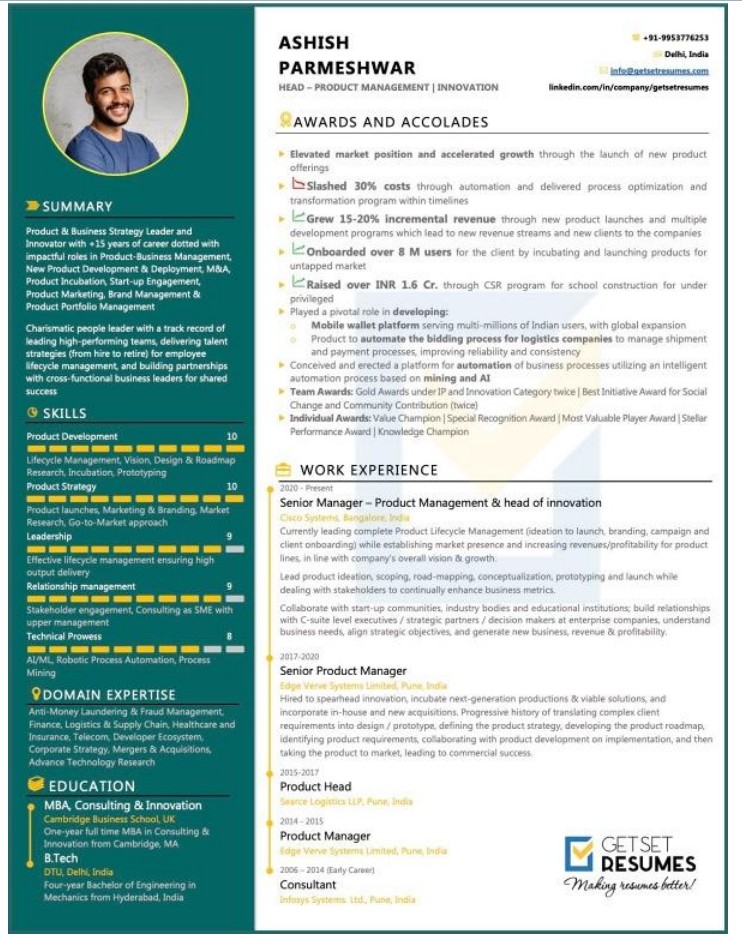 ASHISH
PARMESHWAR
HEAD – PRODUCT MANAGEMENT | INNOVATION
+91-9953776253
Delhi, India
info@getsetresumes.com
linkedin.com/in/company/getsetresumes
SUMMARY
Product & Business Strategy Leader and
Innovator with +15 years of career dotted with
impactful roles in Product-Business Management,
New Product Development & Deployment, M&A,
Product Incubation, Start-up Engagement,
Product Marketing, Brand Management &
Product Portfolio Management
Charismatic people leader with a track record of
leading high-performing teams, delivering talent
strategies (from hire to retire) for employee
lifecycle management, and building partnerships
with cross-functional business leaders for shared
success
SKILLS
Product Development 10
Lifecycle Management, Vision, Design & Roadmap
Research, Incubation, Prototyping
Product Strategy 10
Product launches, Marketing & Branding, Market
Research, Go-to-Market approach
Leadership 9
Effective lifecycle management ensuring high
output delivery
Relationship management 9
Stakeholder engagement, Consulting as SME with
upper management
Technical Prowess 8
AI/ML, Robotic Process Automation, Process
Mining
DOMAIN EXPERTISE
Anti-Money Laundering & Fraud Management,
Finance, Logistics & Supply Chain, Healthcare and
Insurance, Telecom, Developer Ecosystem,
Corporate Strategy, Mergers & Acquisitions,
Advance Technology Research
EDUCATION
MBA, Consulting & Innovation
Cambridge Business School, UK
One-year full time MBA in Consulting &
Innovation from Cambridge, MA
B.Tech
DTU, Delhi, India
Four-year Bachelor of Engineering in
Mechanics from Hyderabad, India
AWARDS AND ACCOLADES
Elevated market position and accelerated growth through the launch of new product
offerings
Slashed 30% costs through automation and delivered process optimization and
transformation program within timelines
Grew 15-20% incremental revenue through new product launches and multiple
development programs which lead to new revenue streams and new clients to the companies
Onboarded over 8 M users for the client by incubating and launching products for
untapped market
Raised over INR 1.6 Cr. through CSR program for school construction for under
privileged
Played a pivotal role in developing:
Mobile wallet platform serving multi-millions of Indian users, with global expansion
Product to automate the bidding process for logistics companies to manage shipment
and payment processes, improving reliability and consistency
Conceived and erected a platform for automation of business processes utilizing an intelligent
automation process based on mining and AI
Team Awards: Gold Awards under IP and Innovation Category twice | Best Initiative Award for Social
Change and Community Contribution (twice)
Individual Awards: Value Champion | Special Recognition Award | Most Valuable Player Award | Stellar
Performance Award | Knowledge Champion
WORK EXPERIENCE
2020 - Present
Senior Manager – Product Management & head of innovation
Cisco Systems, Bangalore, India
Currently leading complete Product Lifecycle Management (ideation to launch, branding, campaign and
client onboarding) while establishing market presence and increasing revenues/profitability for product
lines, in line with company's overall vision & growth.
Lead product ideation, scoping, road-mapping, conceptualization, prototyping and launch while
dealing with stakeholders to continually enhance business metrics.
Collaborate with start-up communities, industry bodies and educational institutions; build relationships
with C-suite level executives / strategic partners / decision makers at enterprise companies, understand
business needs, align strategic objectives, and generate new business, revenue & profitability.
2017-2020
Senior Product Manager
Edge Verve Systems Limited, Pune, India
Hired to spearhead innovation, incubate next-generation productions & viable solutions, and
incorporate in-house and new acquisitions. Progressive history of translating complex client
requirements into design / prototype, defining the product strategy, developing the product roadmap,
identifying product requirements, collaborating with product development on implementation, and then
taking the product to market, leading to commercial success.
2015-2017
Product Head
Searce Logistics LLP, Pune, India
2014 - 2015
Product Manager
Edge Verve Systems Limited, Pune, India
2006 – 2014 (Early Career)
Consultant
Infosys Systems. Ltd., Pune, India
GETSET
RESUMES
Making resumes better!